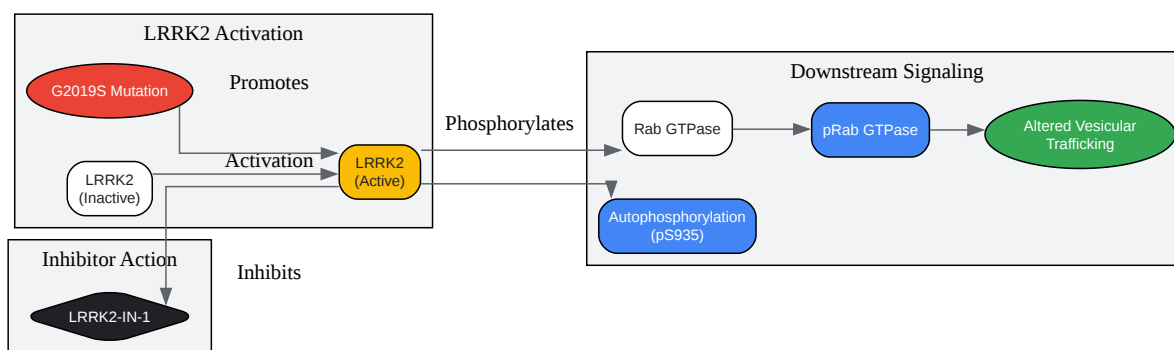 LRRK2 Activation
G2019S Mutation
Promotes
Activation
LRRK2
(Inactive)
LRRK2
(Active)
Phosphorylates
Downstream Signaling
Rab GTPase
pRab GTPase
Altered Vesicular
Trafficking
Autophosphorylation
(pS935)
Inhibitor Action
Inhibits
LRRK2-IN-1